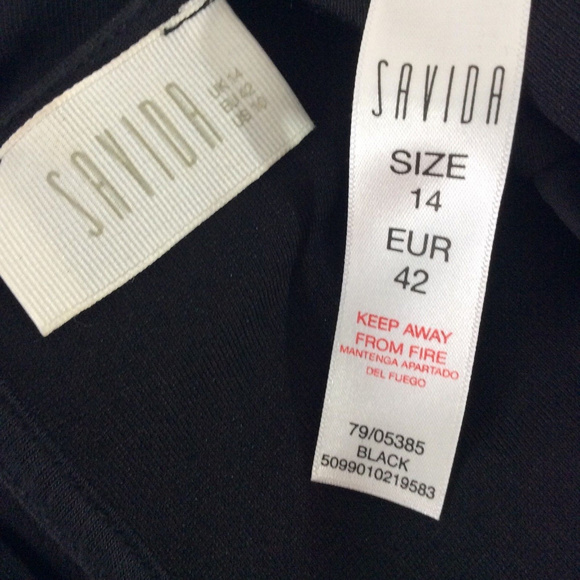 SAVIDA
UK 14
EU 42
US 10
SAVIDA
SIZE
14
EUR
42
KEEP AWAY
FROM FIRE
MANTENGA APARTADO
DEL FUEGO
79/05385
BLACK
5099010219583